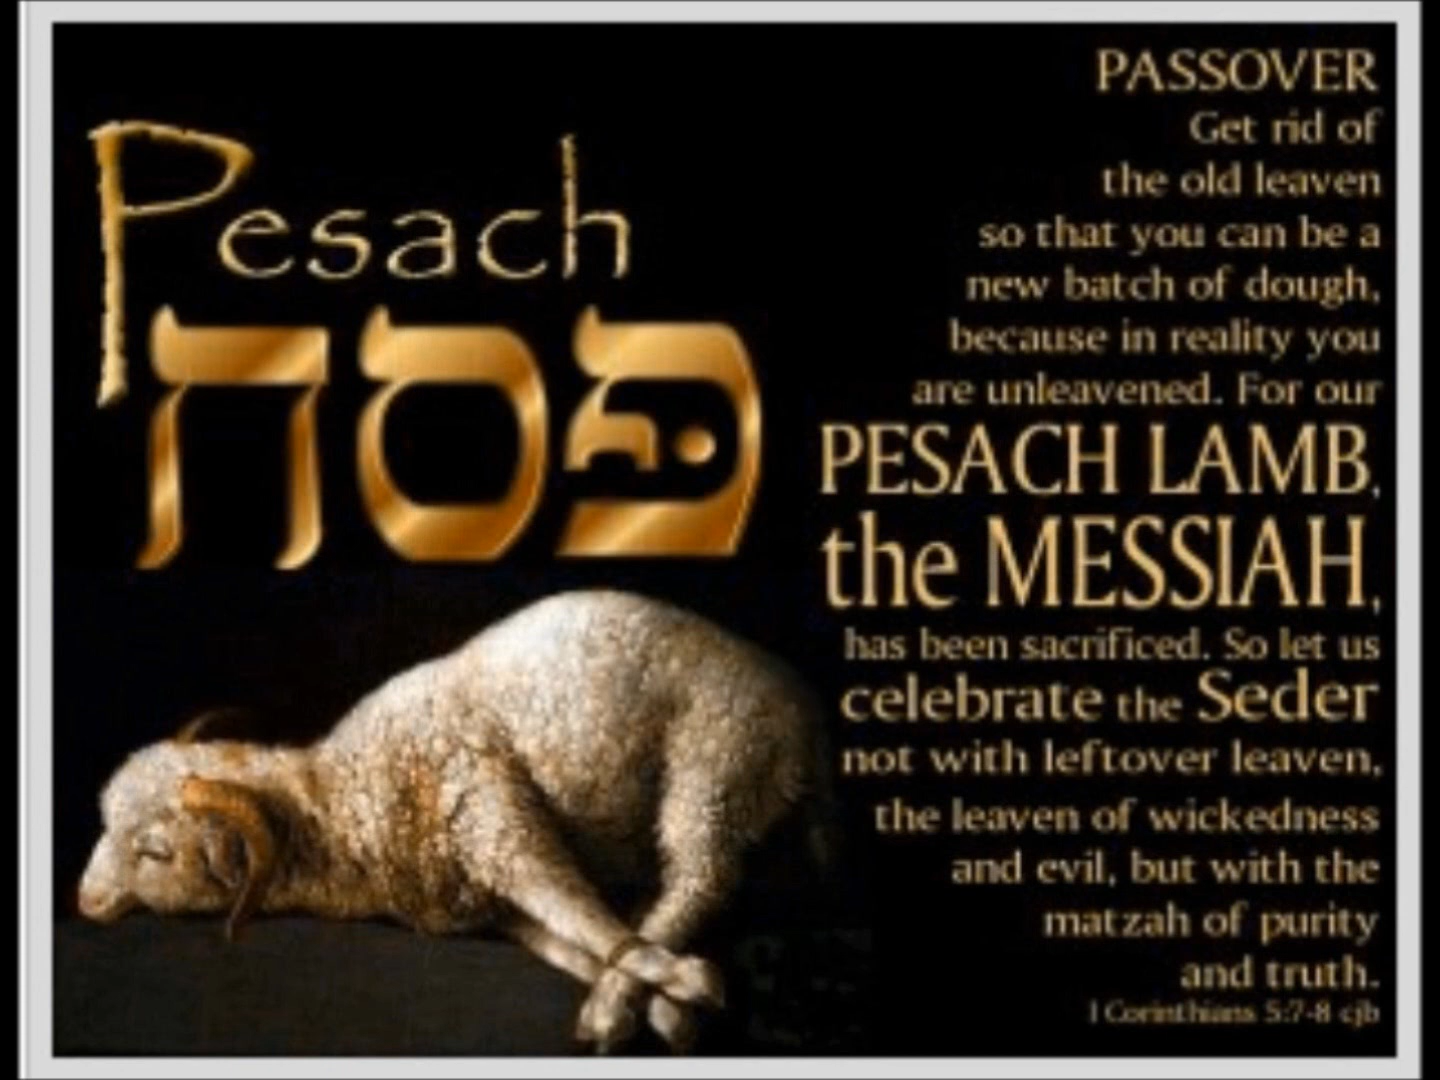 Pesach
פּסח
PASSOVER
Get rid of
the old leaven
so that you can be a
new batch of dough,
because in reality you
are unleavened. For our
PESACH LAMB,
the MESSIAH,
has been sacrificed. So let us
celebrate the Seder
not with leftover leaven,
the leaven of wickedness
and evil, but with the
matzah of purity
and truth.
I Corinthians 5:7-8 cjb